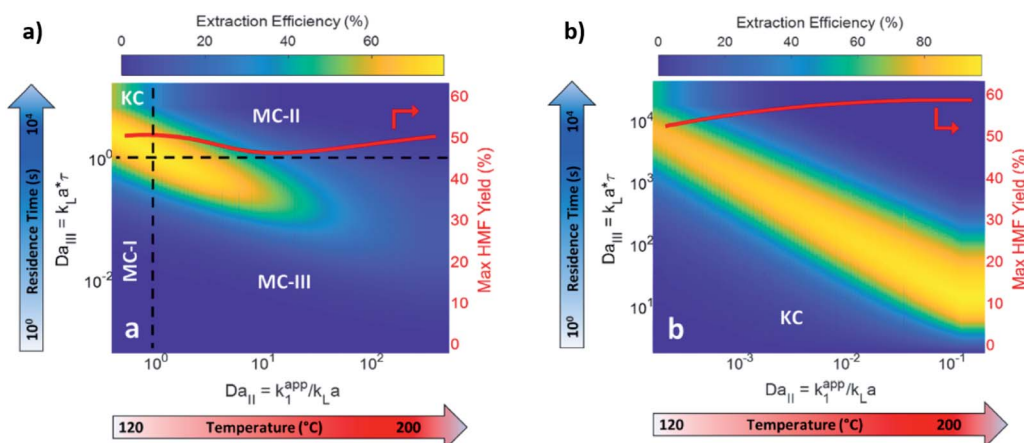 a)
Extraction Efficiency (%)
0 20 40 60
10⁴
Residence Time (s)
10⁰
Da_III = k_L a*τ
10⁰
10⁻²
KC
MC-II
MC-I
MC-III
a
60
50
40
30
20
10
0
Max HMF Yield (%)
10⁰ 10¹ 10²
Da_II = k₁^app/k_L a
120 Temperature (°C) 200
b)
Extraction Efficiency (%)
0 20 40 60 80
10⁴
Residence Time (s)
10⁰
Da_III = k_L a*τ
10⁴
10³
10²
10¹
KC
b
60
50
40
30
20
10
0
Max HMF Yield (%)
10⁻³ 10⁻² 10⁻¹
Da_II = k₁^app/k_L a
120 Temperature (°C) 200